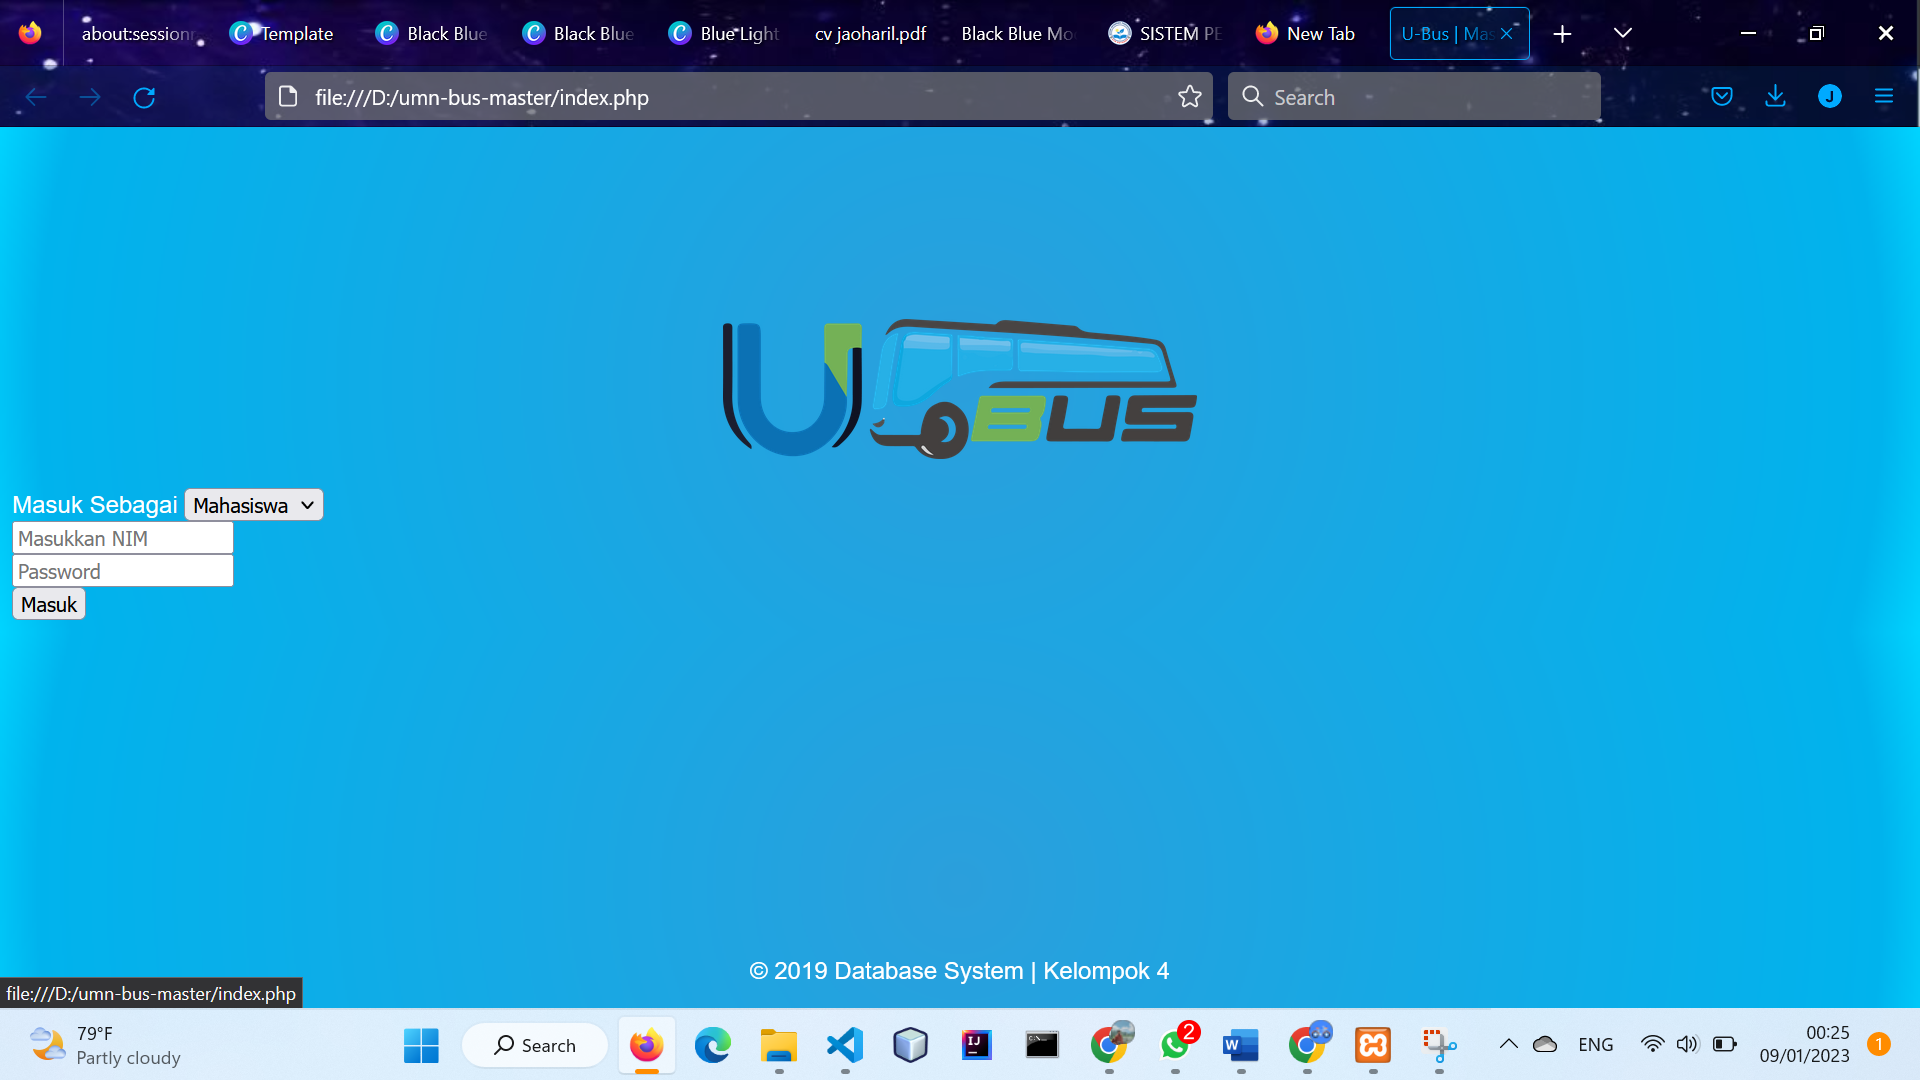 about:sessionr
Template
Black Blue
Black Blue
Blue Light
cv jaoharil.pdf
Black Blue Mo
SISTEM PE
New Tab
U-Bus | Mas
file:///D:/umn-bus-master/index.php
Search
J
U BUS
Masuk Sebagai Mahasiswa
Masukkan NIM
Password
Masuk
© 2019 Database System | Kelompok 4
file:///D:/umn-bus-master/index.php
79°F
Partly cloudy
Search
IJ
2
W
ENG
00:25
09/01/2023
1